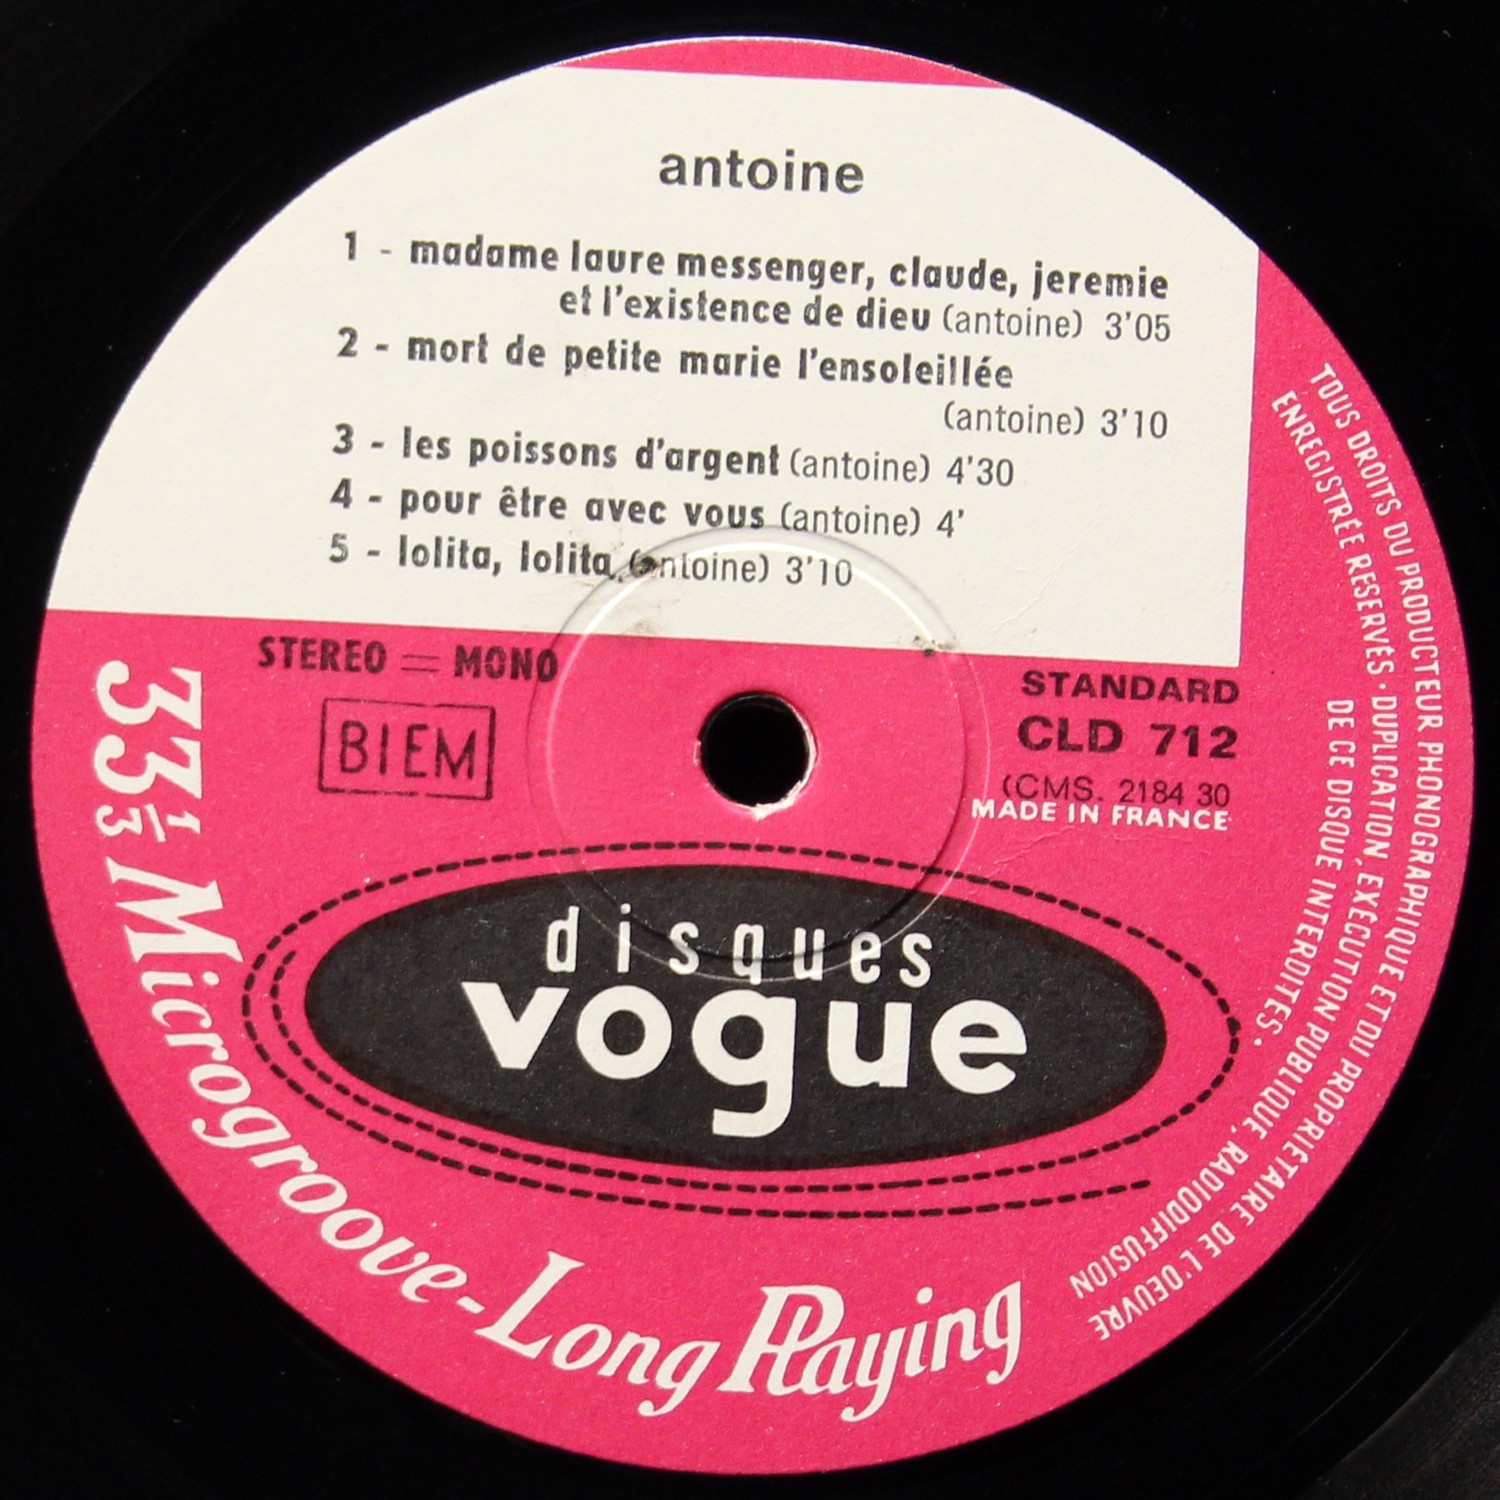 antoine
1 - madame laure messenger, claude, jeremie
et l'existence de dieu (antoine) 3'05
2 - mort de petite marie l'ensoleillée
(antoine) 3'10
3 - les poissons d'argent (antoine) 4'30
4 - pour être avec vous (antoine) 4'
5 - lolita, lolita (antoine) 3'10
STEREO = MONO
BIEM
STANDARD
CLD 712
(CMS. 2184 30
MADE IN FRANCE
disques
vogue
33 1/3 Microgroove - Long Playing
TOUS DROITS DU PRODUCTEUR PHONOGRAPHIQUE ET DU PROPRIÉTAIRE DE L'OEUVRE
ENREGISTRÉE RESERVÉS · DUPLICATION, EXÉCUTION PUBLIQUE, RADIODIFFUSION
DE CE DISQUE INTERDITES ·